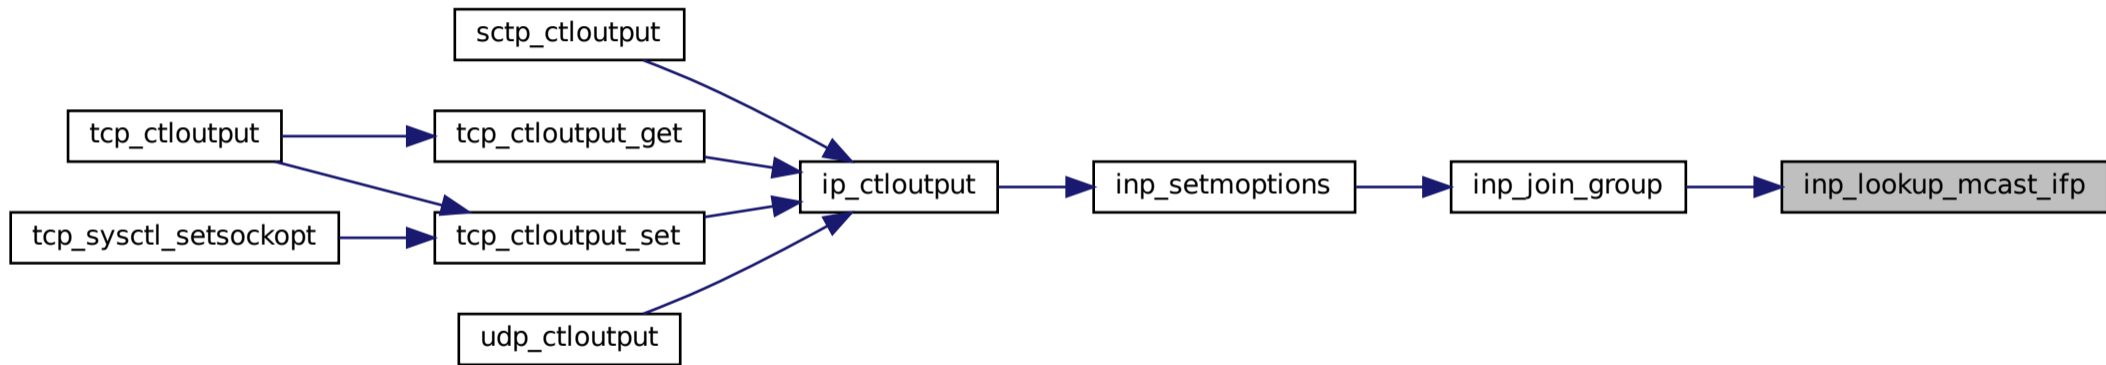 sctp_ctloutput
tcp_ctloutput
tcp_ctloutput_get
ip_ctloutput
inp_setmoptions
inp_join_group
inp_lookup_mcast_ifp
tcp_sysctl_setsockopt
tcp_ctloutput_set
udp_ctloutput